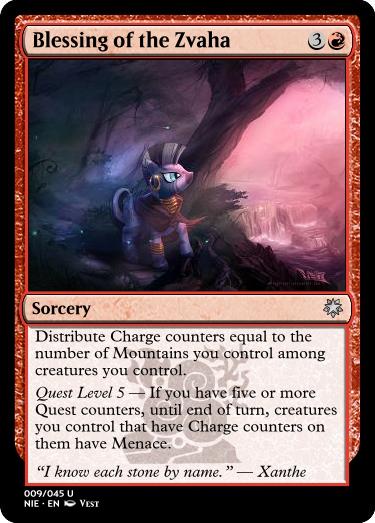 Blessing of the Zvaha 3
Sorcery
Distribute Charge counters equal to the
number of Mountains you control among
creatures you control.
Quest Level 5 — If you have five or more
Quest counters, until end of turn, creatures
you control that have Charge counters on
them have Menace.
“I know each stone by name.” — Xanthe
009/045 U
NIE • EN Vest